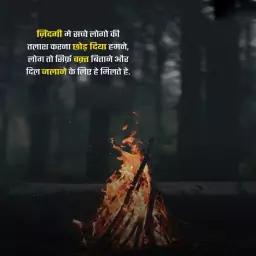 ज़िंदगी मे सच्चे लोगो की
तलाश करना छोड़ दिया हमने,
लोग तो सिर्फ़ वक़्त बिताने और
दिल जलाने के लिए हे मिलते हे.